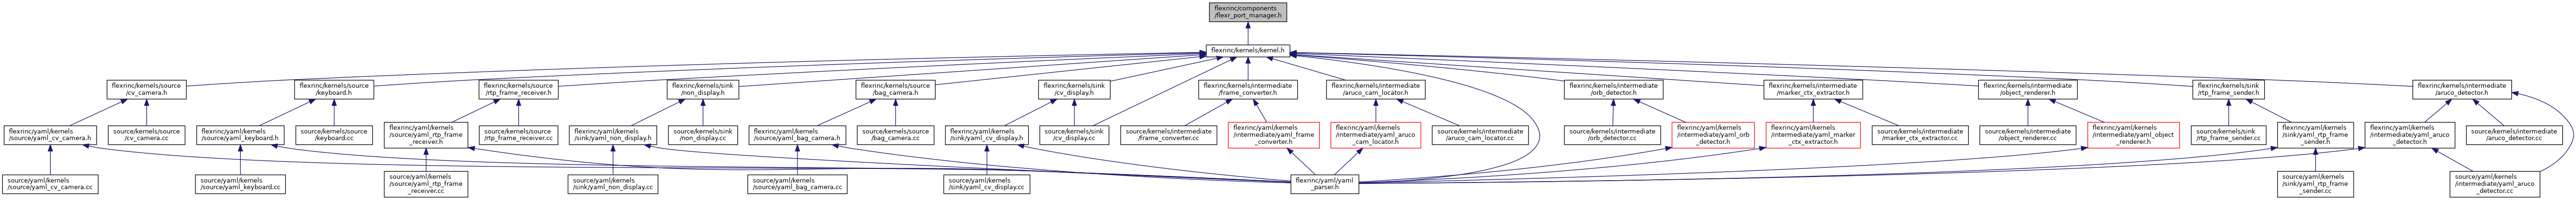 flexrinc/components
/flexr_port_manager.h
flexrinc/kernels/kernel.h
flexrinc/kernels/source
/cv_camera.h
flexrinc/kernels/source
/keyboard.h
flexrinc/kernels/source
/rtp_frame_receiver.h
flexrinc/kernels/sink
/non_display.h
flexrinc/kernels/source
/bag_camera.h
flexrinc/kernels/sink
/cv_display.h
flexrinc/kernels/intermediate
/frame_converter.h
flexrinc/kernels/intermediate
/aruco_cam_locator.h
flexrinc/kernels/intermediate
/orb_detector.h
flexrinc/kernels/intermediate
/marker_ctx_extractor.h
flexrinc/kernels/intermediate
/object_renderer.h
flexrinc/kernels/sink
/rtp_frame_sender.h
flexrinc/kernels/intermediate
/aruco_detector.h
flexrinc/yaml/kernels
/source/yaml_cv_camera.h
source/kernels/source
/cv_camera.cc
flexrinc/yaml/kernels
/source/yaml_keyboard.h
source/kernels/source
/keyboard.cc
flexrinc/yaml/kernels
/source/yaml_rtp_frame
_receiver.h
source/kernels/source
/rtp_frame_receiver.cc
flexrinc/yaml/kernels
/sink/yaml_non_display.h
source/kernels/sink
/non_display.cc
flexrinc/yaml/kernels
/source/yaml_bag_camera.h
source/kernels/source
/bag_camera.cc
flexrinc/yaml/kernels
/sink/yaml_cv_display.h
source/kernels/sink
/cv_display.cc
source/kernels/intermediate
/frame_converter.cc
flexrinc/yaml/kernels
/intermediate/yaml_frame
_converter.h
flexrinc/yaml/kernels
/intermediate/yaml_aruco
_cam_locator.h
source/kernels/intermediate
/aruco_cam_locator.cc
source/kernels/intermediate
/orb_detector.cc
flexrinc/yaml/kernels
/intermediate/yaml_orb
_detector.h
flexrinc/yaml/kernels
/intermediate/yaml_marker
_ctx_extractor.h
source/kernels/intermediate
/marker_ctx_extractor.cc
source/kernels/intermediate
/object_renderer.cc
flexrinc/yaml/kernels
/intermediate/yaml_object
_renderer.h
source/kernels/sink
/rtp_frame_sender.cc
flexrinc/yaml/kernels
/sink/yaml_rtp_frame
_sender.h
flexrinc/yaml/kernels
/intermediate/yaml_aruco
_detector.h
source/kernels/intermediate
/aruco_detector.cc
source/yaml/kernels
/source/yaml_cv_camera.cc
source/yaml/kernels
/source/yaml_keyboard.cc
source/yaml/kernels
/source/yaml_rtp_frame
_receiver.cc
source/yaml/kernels
/sink/yaml_non_display.cc
source/yaml/kernels
/source/yaml_bag_camera.cc
source/yaml/kernels
/sink/yaml_cv_display.cc
flexrinc/yaml/yaml
_parser.h
source/yaml/kernels
/sink/yaml_rtp_frame
_sender.cc
source/yaml/kernels
/intermediate/yaml_aruco
_detector.cc